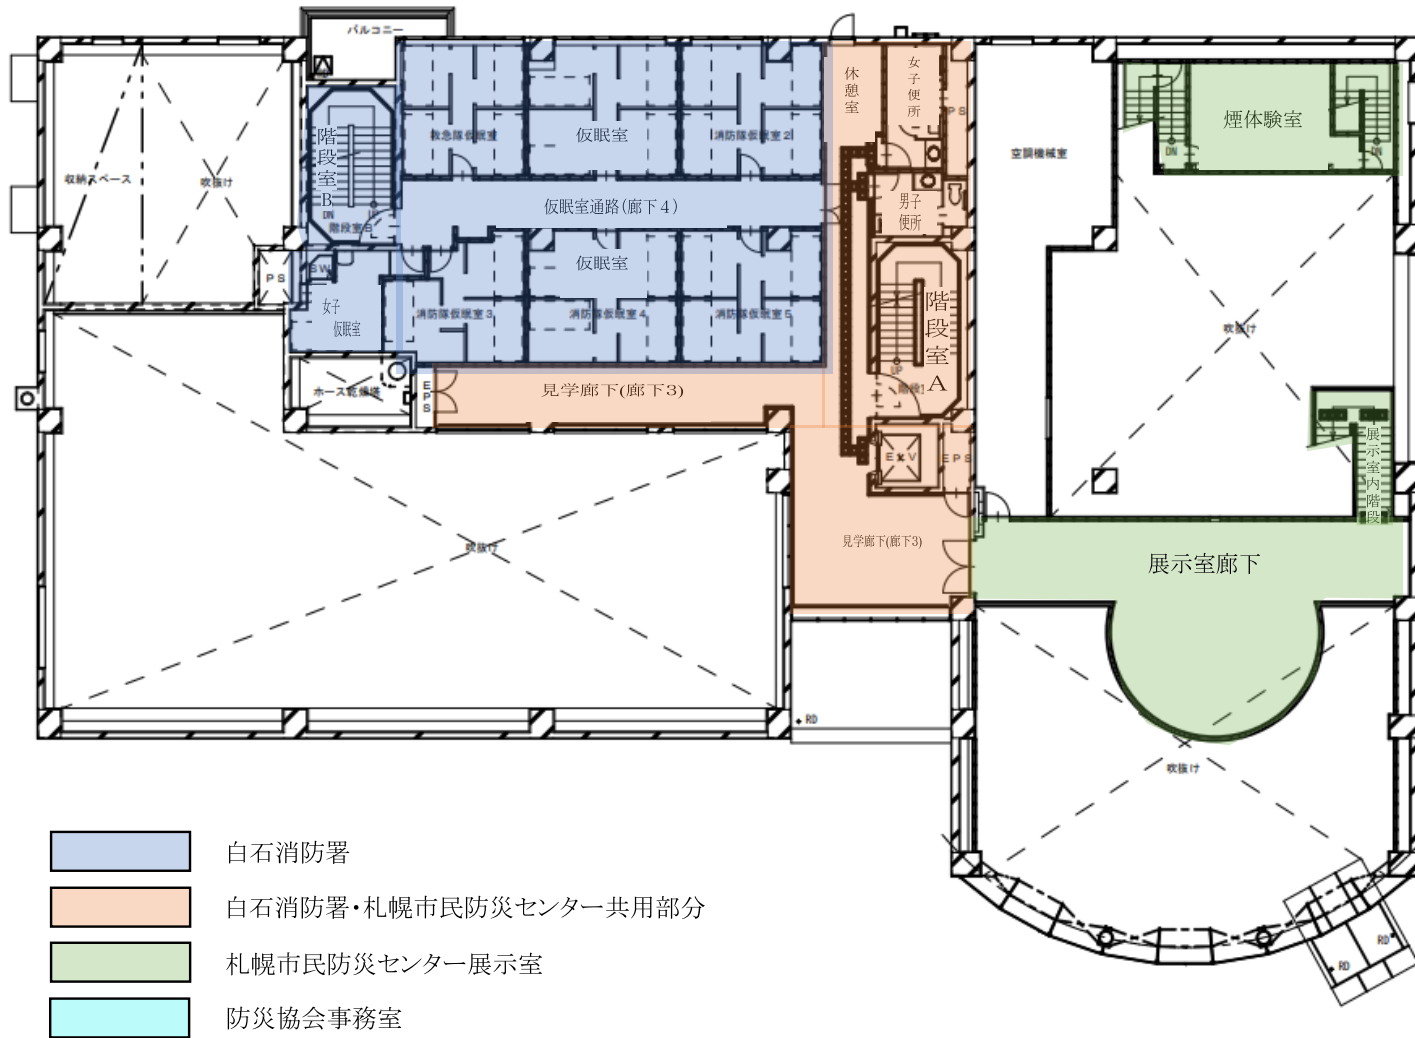 バルコニー
休憩室
女子便所
PS
煙体験室
DN
DN
空調機械室
収納スペース
吹抜け
階段室B
DN
UP
階段室B
救急隊仮眠室
仮眠室
消防隊仮眠室2
仮眠室通路(廊下4)
男子
便所
PS
SW
女子
仮眠室
仮眠室
消防隊仮眠室3
消防隊仮眠室4
消防隊仮眠室5
階段室A
UP
吹抜け
ホース乾燥塔
EPS
見学廊下(廊下3)
EPS
展示室内階段
吹抜け
見学廊下(廊下3)
展示室廊下
RD
吹抜け
RD
RD
白石消防署
白石消防署・札幌市民防災センター共用部分
札幌市民防災センター展示室
防災協会事務室